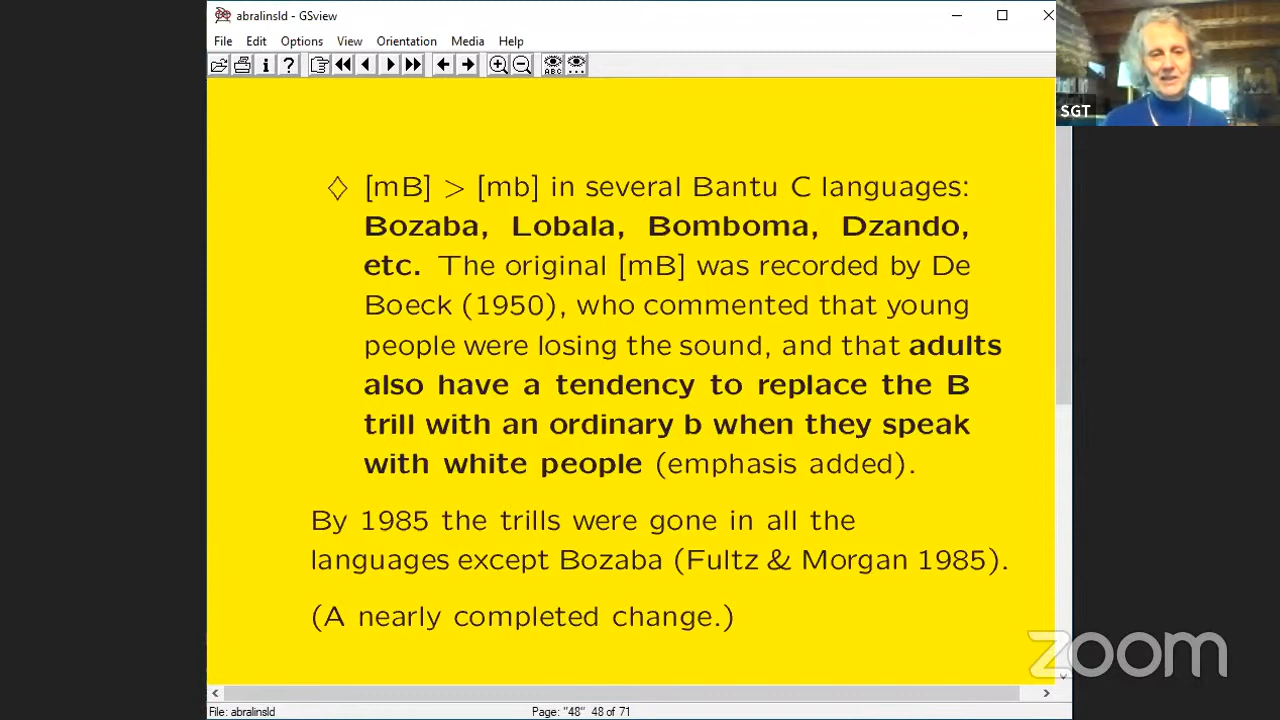 abralinsld - GSview
File Edit Options View Orientation Media Help
SGT
♢ [mB] > [mb] in several Bantu C languages:
Bozaba, Lobala, Bomboma, Dzando,
etc. The original [mB] was recorded by De
Boeck (1950), who commented that young
people were losing the sound, and that adults
also have a tendency to replace the B
trill with an ordinary b when they speak
with white people (emphasis added).
By 1985 the trills were gone in all the
languages except Bozaba (Fultz & Morgan 1985).
(A nearly completed change.)
zoom
File: abralinsld Page: "48" 48 of 71